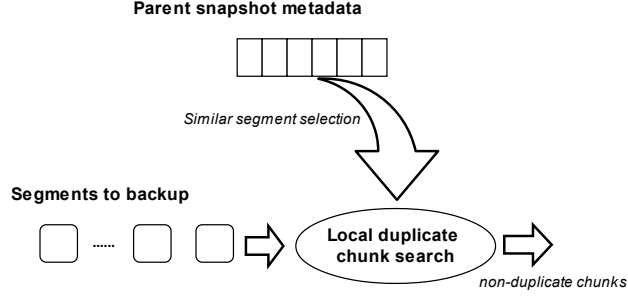 Parent snapshot metadata
Similar segment selection
Segments to backup
......
Local duplicate
chunk search
non-duplicate chunks